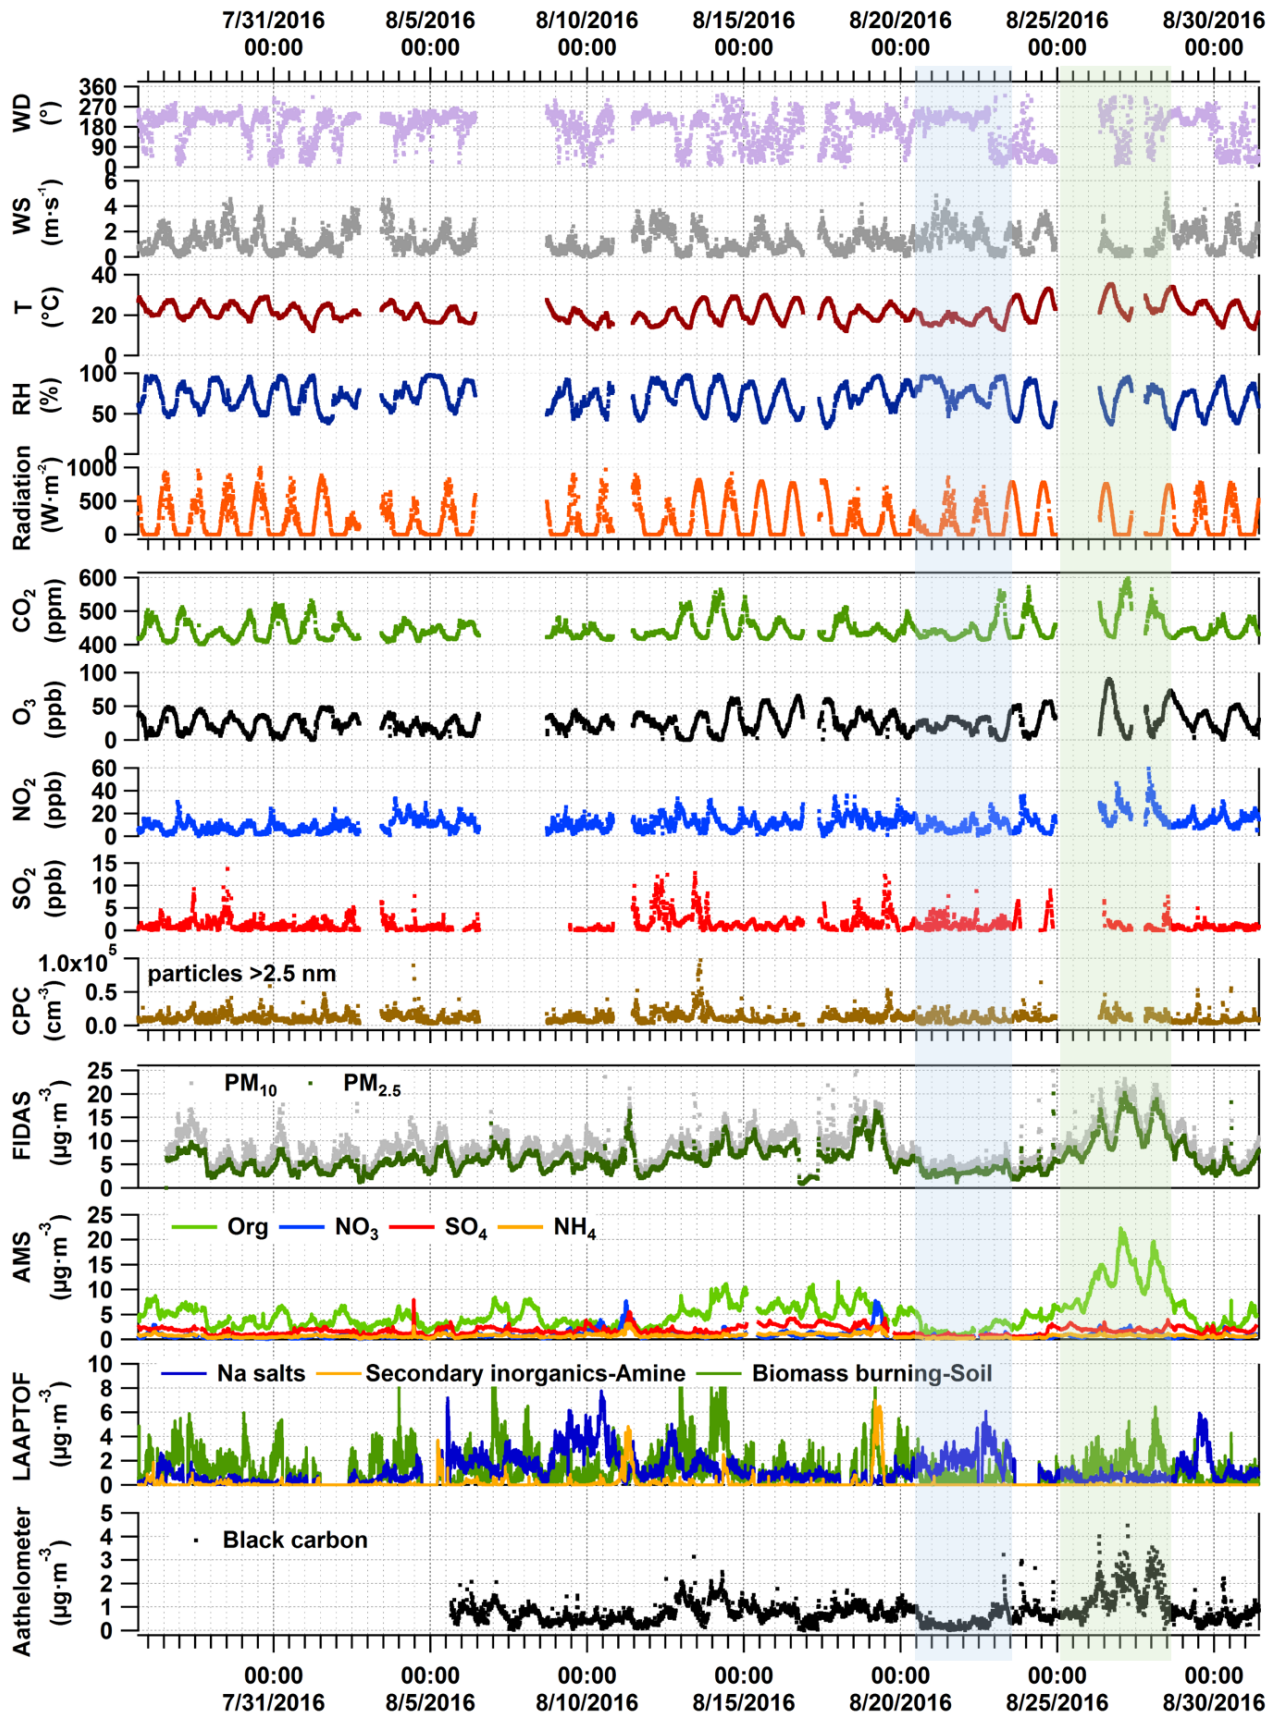 7/31/2016 8/5/2016 8/10/2016 8/15/2016 8/20/2016 8/25/2016 8/30/2016
00:00 00:00 00:00 00:00 00:00 00:00 00:00
WD (°)
360
270
180
90
0
WS (m·s⁻¹)
6
4
2
0
T (°C)
40
20
0
RH (%)
100
50
0
Radiation (W·m⁻²)
1000
500
0
CO₂ (ppm)
600
500
400
O₃ (ppb)
100
50
0
NO₂ (ppb)
60
40
20
0
SO₂ (ppb)
15
10
5
0
CPC (cm⁻³)
1.0x10⁵
0.5
0.0
particles >2.5 nm
FIDAS (µg·m⁻³)
25
20
15
10
5
0
PM₁₀ PM₂.₅
AMS (µg·m⁻³)
25
20
15
10
5
0
Org NO₃ SO₄ NH₄
LAAPTOF (µg·m⁻³)
10
8
6
4
2
0
Na salts Secondary inorganics-Amine Biomass burning-Soil
Aathelometer (µg·m⁻³)
5
4
3
2
1
0
Black carbon
00:00 00:00 00:00 00:00 00:00 00:00 00:00
7/31/2016 8/5/2016 8/10/2016 8/15/2016 8/20/2016 8/25/2016 8/30/2016